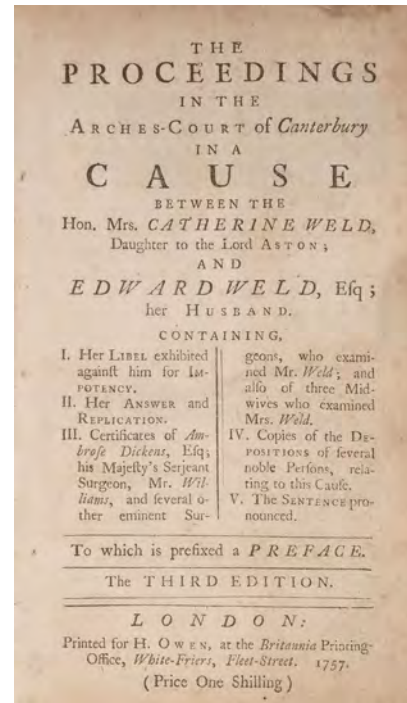 THE
PROCEEDINGS
IN THE
ARCHES-COURT of Canterbury
IN A
CAUSE
BETWEEN THE
Hon. Mrs. CATHERINE WELD,
Daughter to the Lord ASTON;
AND
EDWARD WELD, Eſq;
her HUSBAND.
CONTAINING,
I. Her LIBEL exhibited
againſt him for IM-
POTENCY.
II. Her ANSWER and
REPLICATION.
III. Certificates of Am-
broſe Dickens, Eſq;
his Majeſty's Serjeant
Surgeon, Mr. Wil-
liams, and ſeveral o-
ther eminent Sur-
geons, who exami-
ned Mr. Weld; and
alſo of three Mid-
wives who examined
Mrs. Weld.
IV. Copies of the DE-
POSITIONS of ſeveral
noble Perſons, rela-
ting to this Cauſe.
V. The SENTENCE pro-
nounced.
To which is prefixed a PREFACE.
The THIRD EDITION.
LONDON:
Printed for H. OWEN, at the Britannia Printing-
Office, White-Friers, Fleet-Street. 1757.
(Price One Shilling)